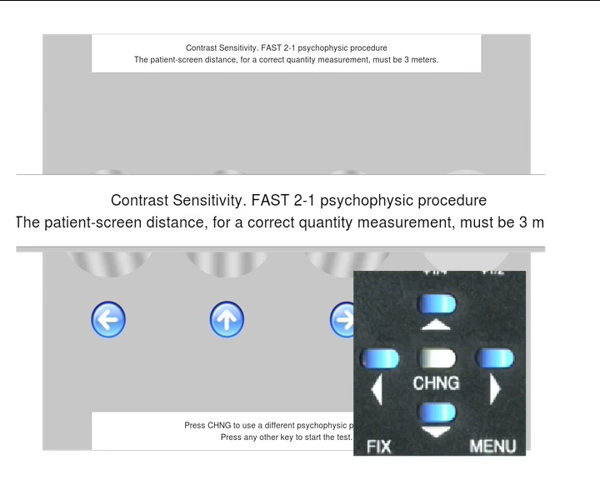 Contrast Sensitivity. FAST 2-1 psychophysic procedure
The patient-screen distance, for a correct quantity measurement, must be 3 meters.
Contrast Sensitivity. FAST 2-1 psychophysic procedure
The patient-screen distance, for a correct quantity measurement, must be 3 m
CHNG
Press CHNG to use a different psychophysic p
Press any other key to start the test.
FIX MENU